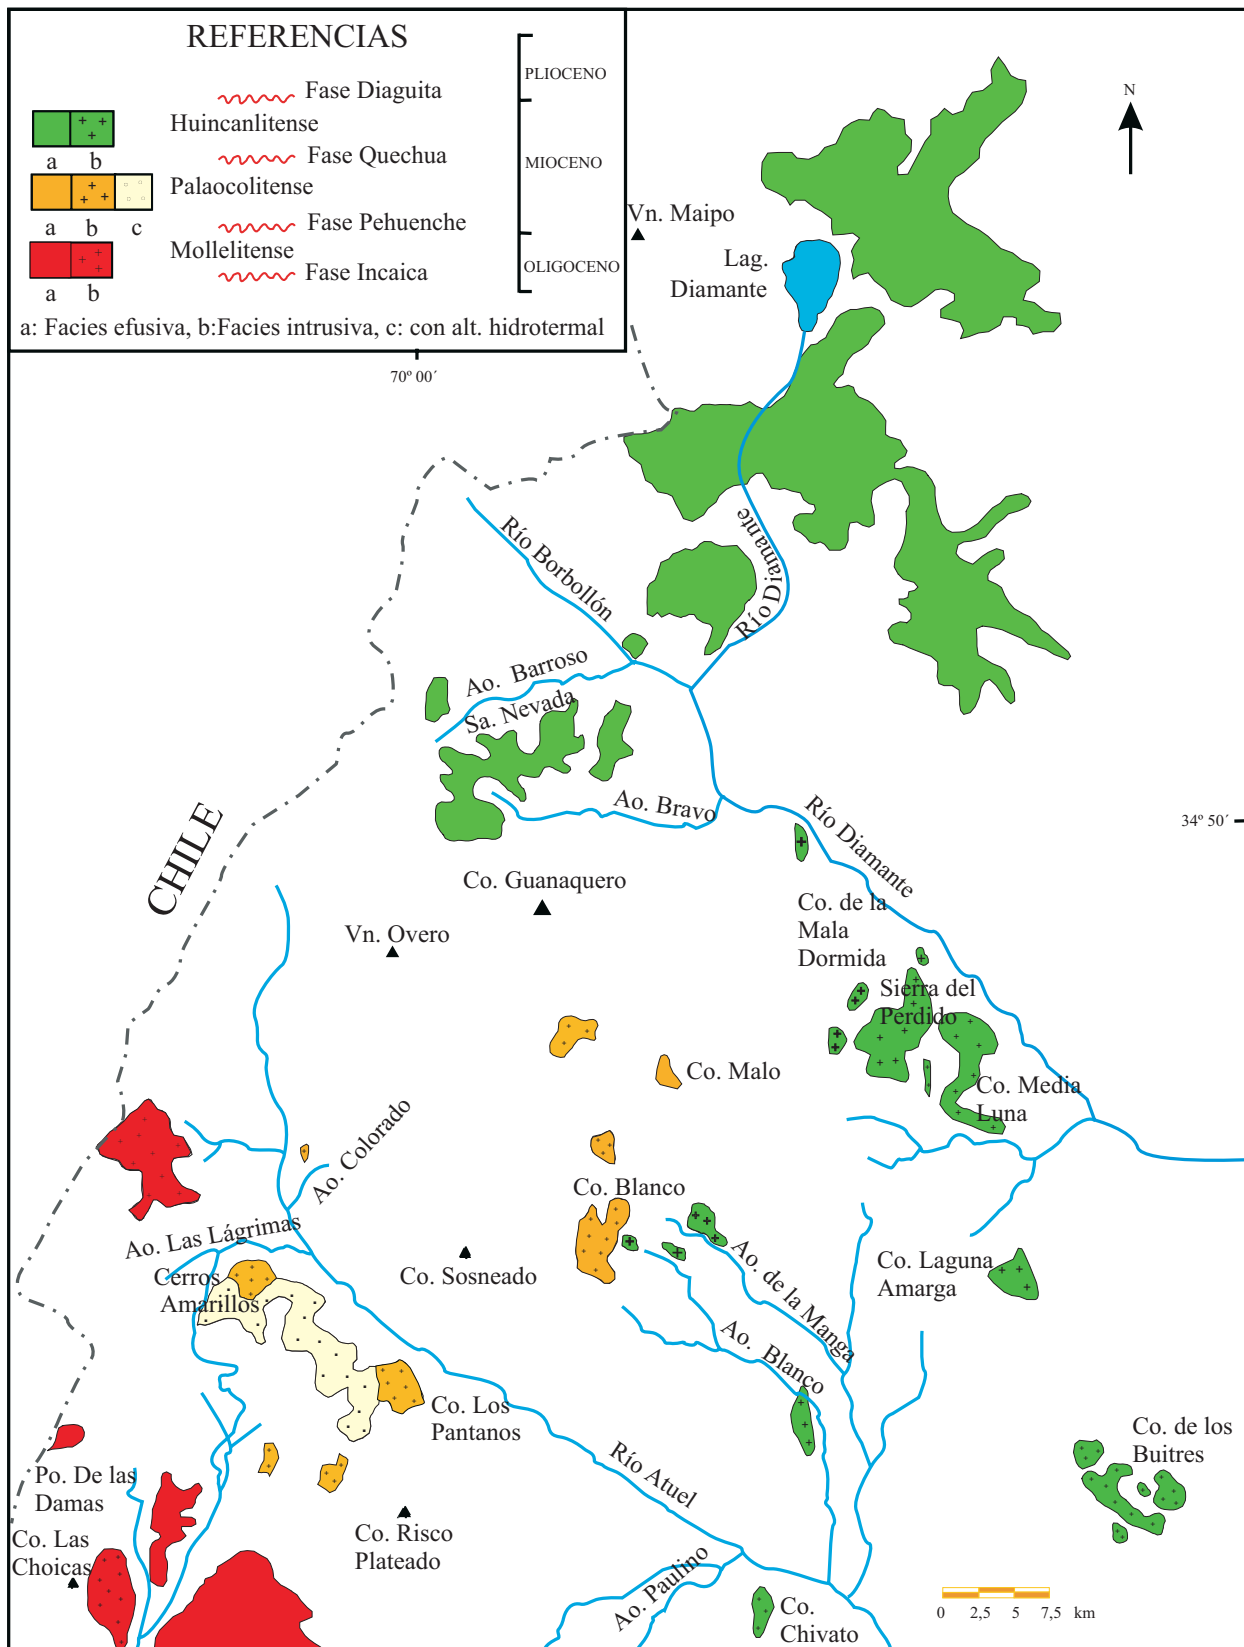 REFERENCIAS
Fase Diaguita
Huincanlitense
a b
Fase Quechua
Palaocolitense
a b c
Fase Pehuenche
Mollelitense
Fase Incaica
a b
PLIOCENO
MIOCENO
OLIGOCENO
a: Facies efusiva, b:Facies intrusiva, c: con alt. hidrotermal
N
Vn. Maipo
Lag.
Diamante
70º 00´
Río Borbollón
Río Diamante
Ao. Barroso
Sa. Nevada
Ao. Bravo
Río Diamante
34º 50´
CHILE
Co. Guanaquero
Vn. Overo
Co. de la
Mala
Dormida
Sierra del
Perdido
Co. Malo
Co. Media
Luna
Ao. Colorado
Co. Blanco
Ao. Las Lágrimas
Cerros
Amarillos
Co. Sosneado
Ao. de la Manga
Co. Laguna
Amarga
Ao. Blanco
Co. Los
Pantanos
Co. de los
Buitres
Río Atuel
Po. De las
Damas
Co. Las
Choicas
Co. Risco
Plateado
Ao. Paulino
Co.
Chivato
0 2,5 5 7,5 km